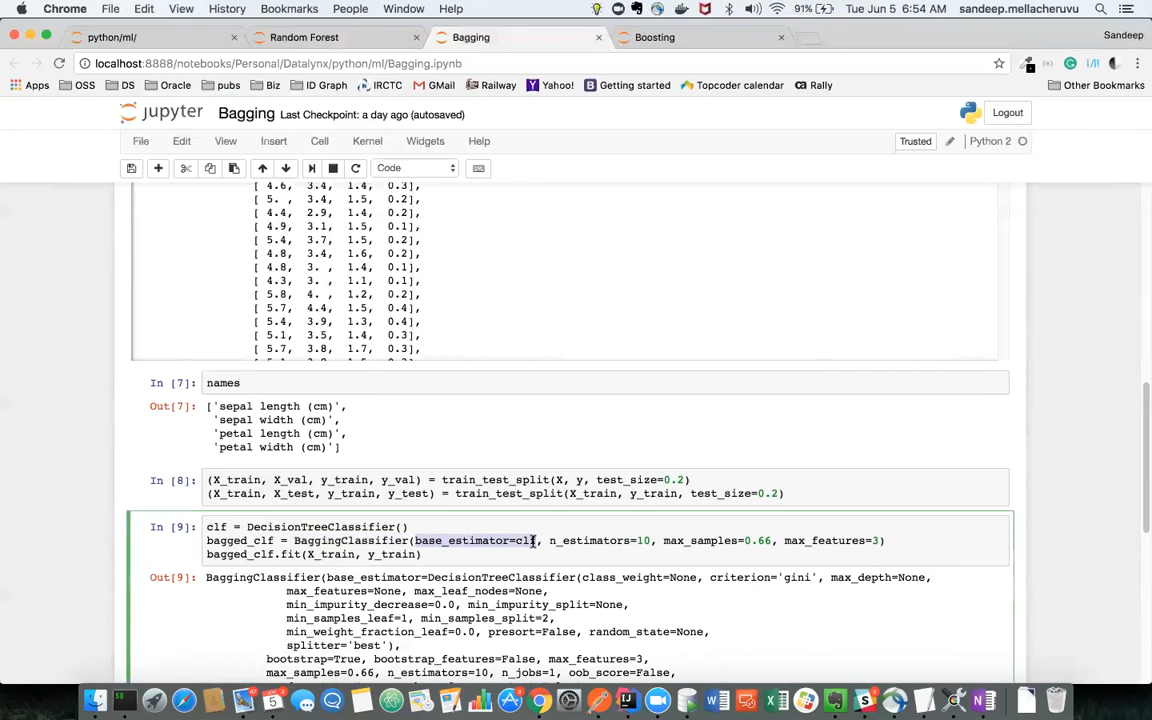 Chrome File Edit View History Bookmarks People Window Help 91% Tue Jun 5 6:54 AM sandeep.mellacheruvu
python/ml/ Random Forest Bagging Boosting Sandeep
localhost:8888/notebooks/Personal/Datalynx/python/ml/Bagging.ipynb
Apps OSS DS Oracle pubs Biz ID Graph IRCTC GMail Railway Yahoo! Getting started Topcoder calendar Rally Other Bookmarks
jupyter Bagging Last Checkpoint: a day ago (autosaved) Logout
File Edit View Insert Cell Kernel Widgets Help Trusted Python 2
Code
[ 4.6, 3.4, 1.4, 0.3],
[ 5. , 3.4, 1.5, 0.2],
[ 4.4, 2.9, 1.4, 0.2],
[ 4.9, 3.1, 1.5, 0.1],
[ 5.4, 3.7, 1.5, 0.2],
[ 4.8, 3.4, 1.6, 0.2],
[ 4.8, 3. , 1.4, 0.1],
[ 4.3, 3. , 1.1, 0.1],
[ 5.8, 4. , 1.2, 0.2],
[ 5.7, 4.4, 1.5, 0.4],
[ 5.4, 3.9, 1.3, 0.4],
[ 5.1, 3.5, 1.4, 0.3],
[ 5.7, 3.8, 1.7, 0.3],
In [7]: names
Out[7]: ['sepal length (cm)',
'sepal width (cm)',
'petal length (cm)',
'petal width (cm)']
In [8]: (X_train, X_val, y_train, y_val) = train_test_split(X, y, test_size=0.2)
(X_train, X_test, y_train, y_test) = train_test_split(X_train, y_train, test_size=0.2)
In [9]: clf = DecisionTreeClassifier()
bagged_clf = BaggingClassifier(base_estimator=clf, n_estimators=10, max_samples=0.66, max_features=3)
bagged_clf.fit(X_train, y_train)
Out[9]: BaggingClassifier(base_estimator=DecisionTreeClassifier(class_weight=None, criterion='gini', max_depth=None,
max_features=None, max_leaf_nodes=None,
min_impurity_decrease=0.0, min_impurity_split=None,
min_samples_leaf=1, min_samples_split=2,
min_weight_fraction_leaf=0.0, presort=False, random_state=None,
splitter='best'),
bootstrap=True, bootstrap_features=False, max_features=3,
max_samples=0.66, n_estimators=10, n_jobs=1, oob_score=False,